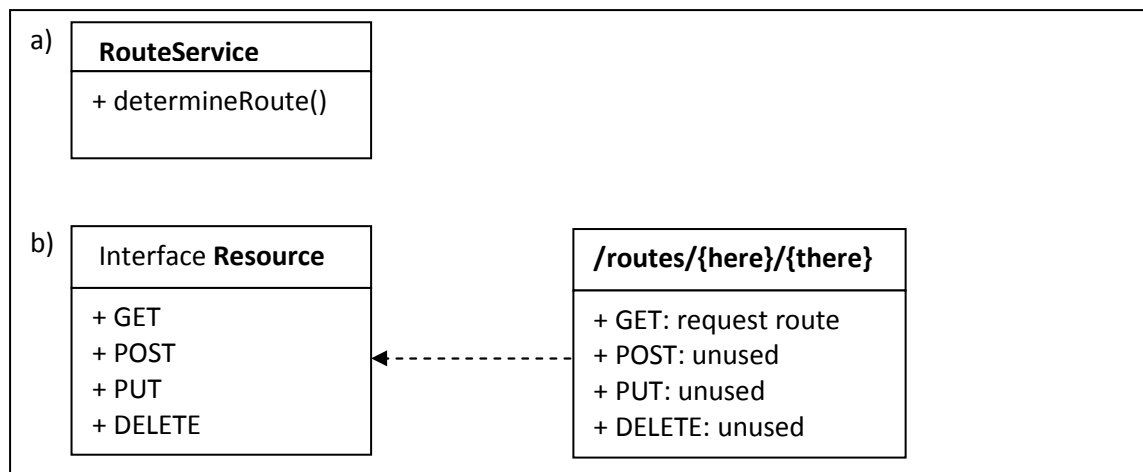 a)
RouteService
+ determineRoute()
b)
Interface Resource
+ GET
+ POST
+ PUT
+ DELETE
/routes/{here}/{there}
+ GET: request route
+ POST: unused
+ PUT: unused
+ DELETE: unused